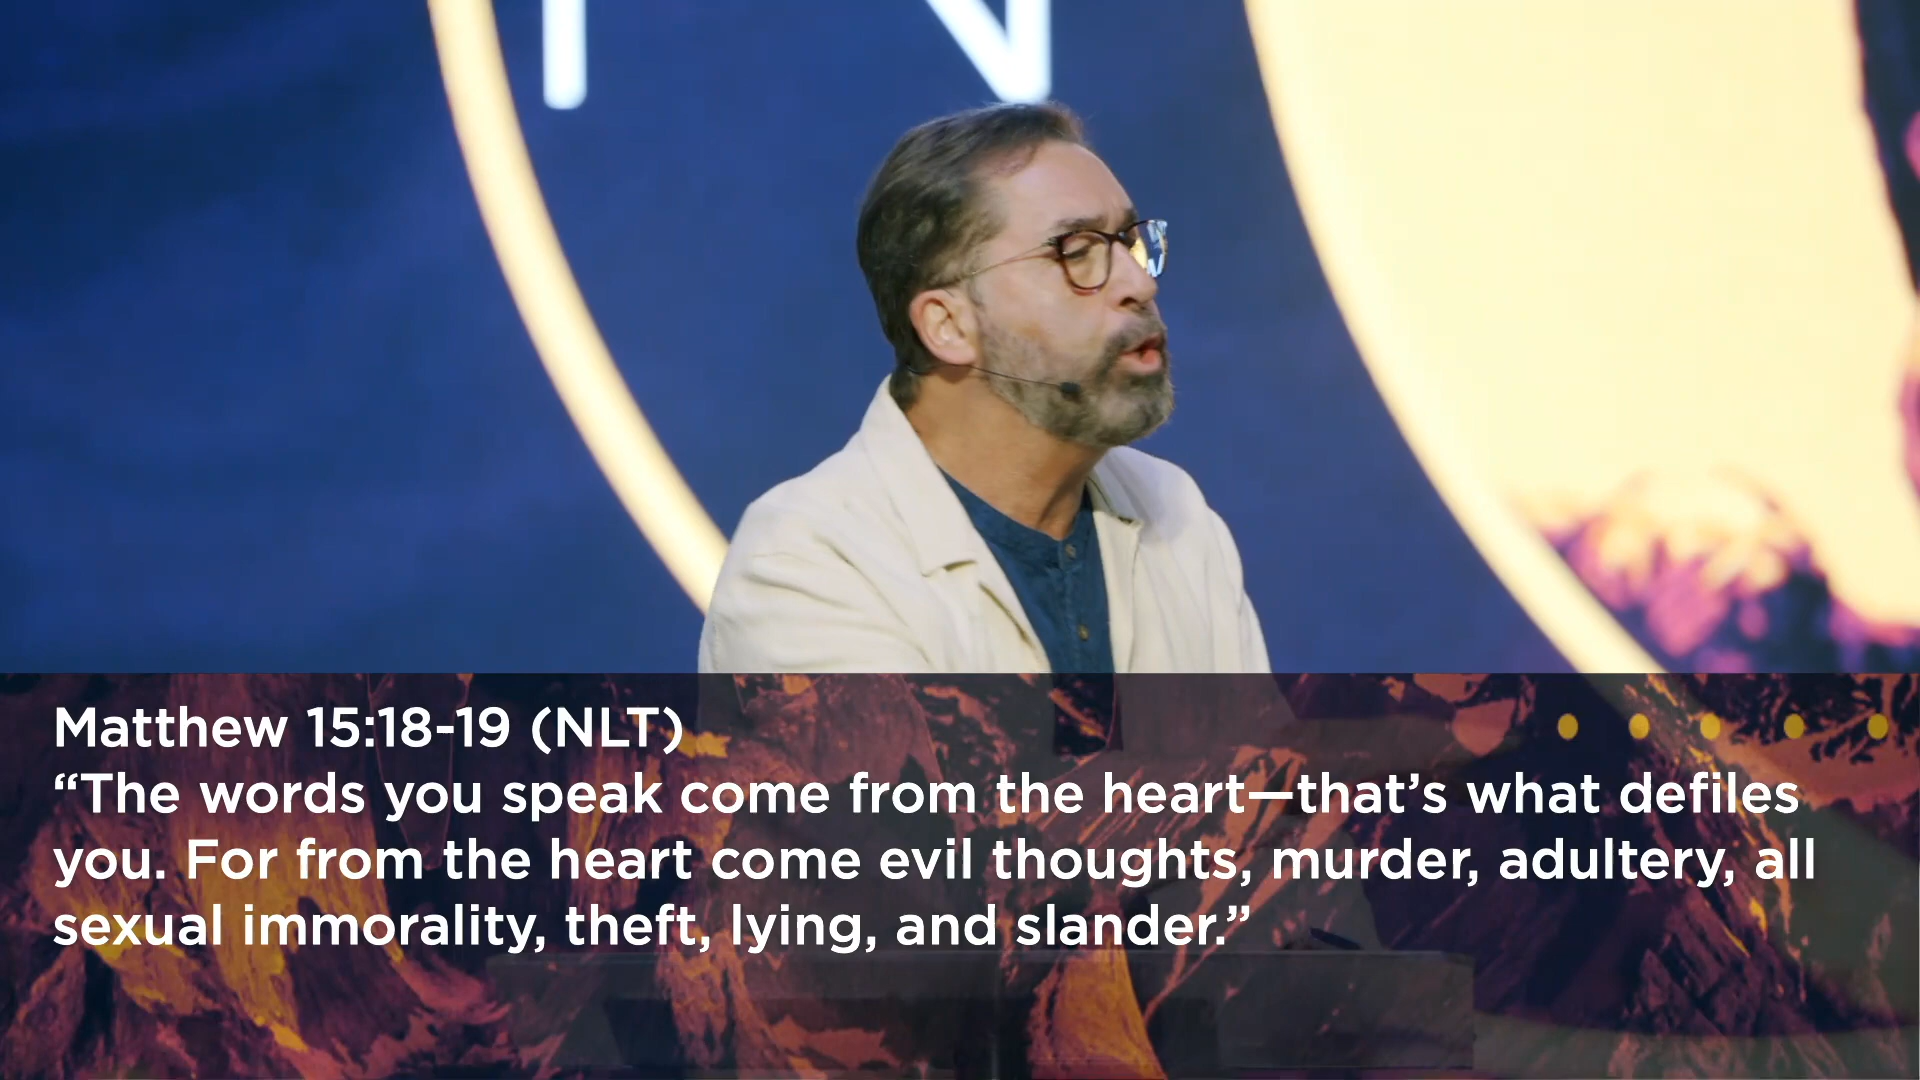 IN
Matthew 15:18-19 (NLT)
“The words you speak come from the heart—that’s what defiles
you. For from the heart come evil thoughts, murder, adultery, all
sexual immorality, theft, lying, and slander.”